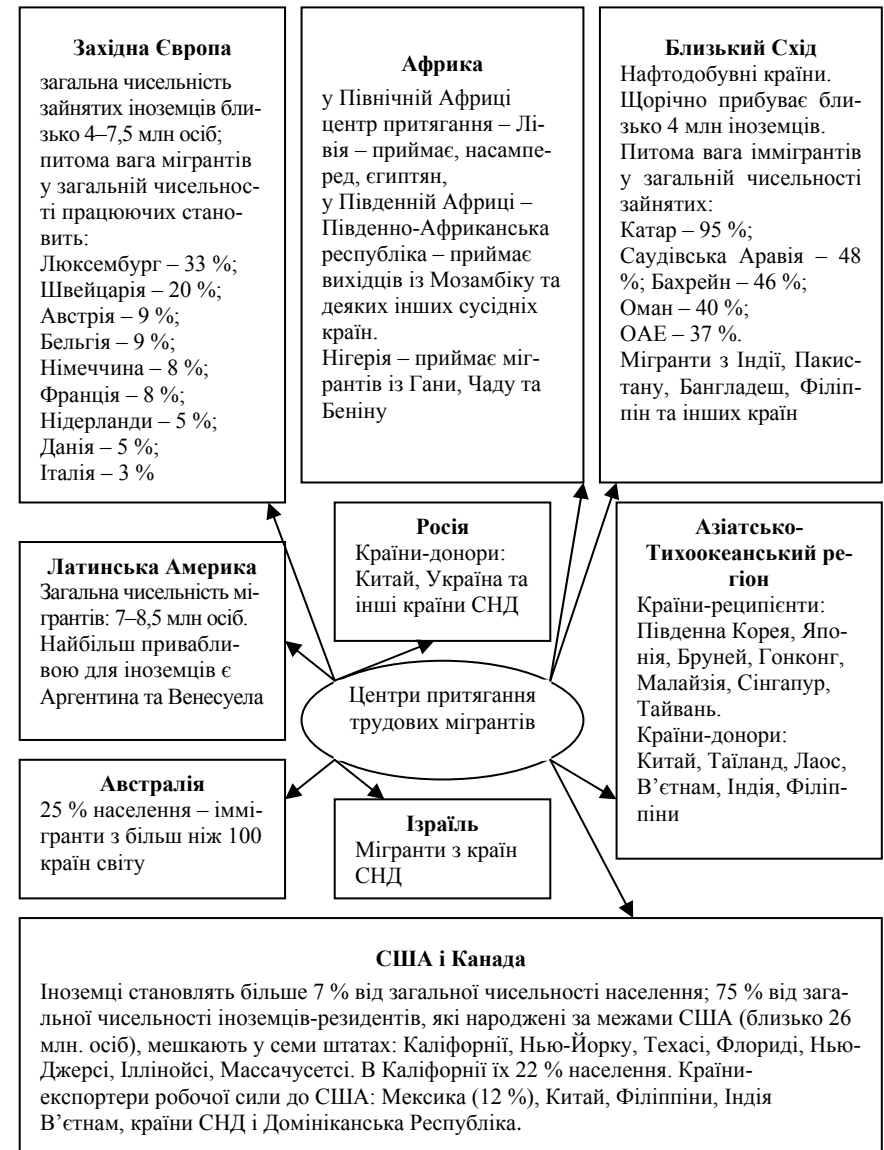 Західна Європа
загальна чисельність
зайнятих іноземців бли-
зько 4–7,5 млн осіб;
питома вага мігрантів
у загальній чисельнос-
ті працюючих стано-
вить:
Люксембург – 33 %;
Швейцарія – 20 %;
Австрія – 9 %;
Бельгія – 9 %;
Німеччина – 8 %;
Франція – 8 %;
Нідерланди – 5 %;
Данія – 5 %;
Італія – 3 %
Африка
у Північній Африці
центр притягання – Лі-
вія – приймає, насампе-
ред, єгиптян,
у Південній Африці –
Південно-Африканська
республіка – приймає
вихідців із Мозамбіку та
деяких інших сусідніх
країн.
Нігерія – приймає міг-
рантів із Гани, Чаду та
Беніну
Близький Схід
Нафтодобувні країни.
Щорічно прибуває бли-
зько 4 млн іноземців.
Питома вага іммігрантів
у загальній чисельності
зайнятих:
Катар – 95 %;
Саудівська Аравія – 48
%; Бахрейн – 46 %;
Оман – 40 %;
ОАЕ – 37 %.
Мігранти з Індії, Пакис-
тану, Бангладеш, Філіп-
пін та інших країн
Латинська Америка
Загальна чисельність мі-
грантів: 7–8,5 млн осіб.
Найбільш привабли-
вою для іноземців є
Аргентина та Венесуела
Росія
Країни-донори:
Китай, Україна та
інші країни СНД
Азіатсько-
Тихоокеанський ре-
гіон
Країни-реципієнти:
Південна Корея, Япо-
нія, Бруней, Гонконг,
Малайзія, Сінгапур,
Тайвань.
Країни-донори:
Китай, Таїланд, Лаос,
В’єтнам, Індія, Філіп-
піни
Центри притягання
трудових мігрантів
Австралія
25 % населення – іммі-
гранти з більш ніж 100
країн світу
Ізраїль
Мігранти з країн
СНД
США і Канада
Іноземці становлять більше 7 % від загальної чисельності населення; 75 % від зага-
льної чисельності іноземців-резидентів, які народжені за межами США (близько 26
млн. осіб), мешкають у семи штатах: Каліфорнії, Нью-Йорку, Техасі, Флориді, Нью-
Джерсі, Іллінойсі, Массачусетсі. В Каліфорнії їх 22 % населення. Країни-
експортери робочої сили до США: Мексика (12 %), Китай, Філіппіни, Індія
В’єтнам, країни СНД і Домініканська Республіка.